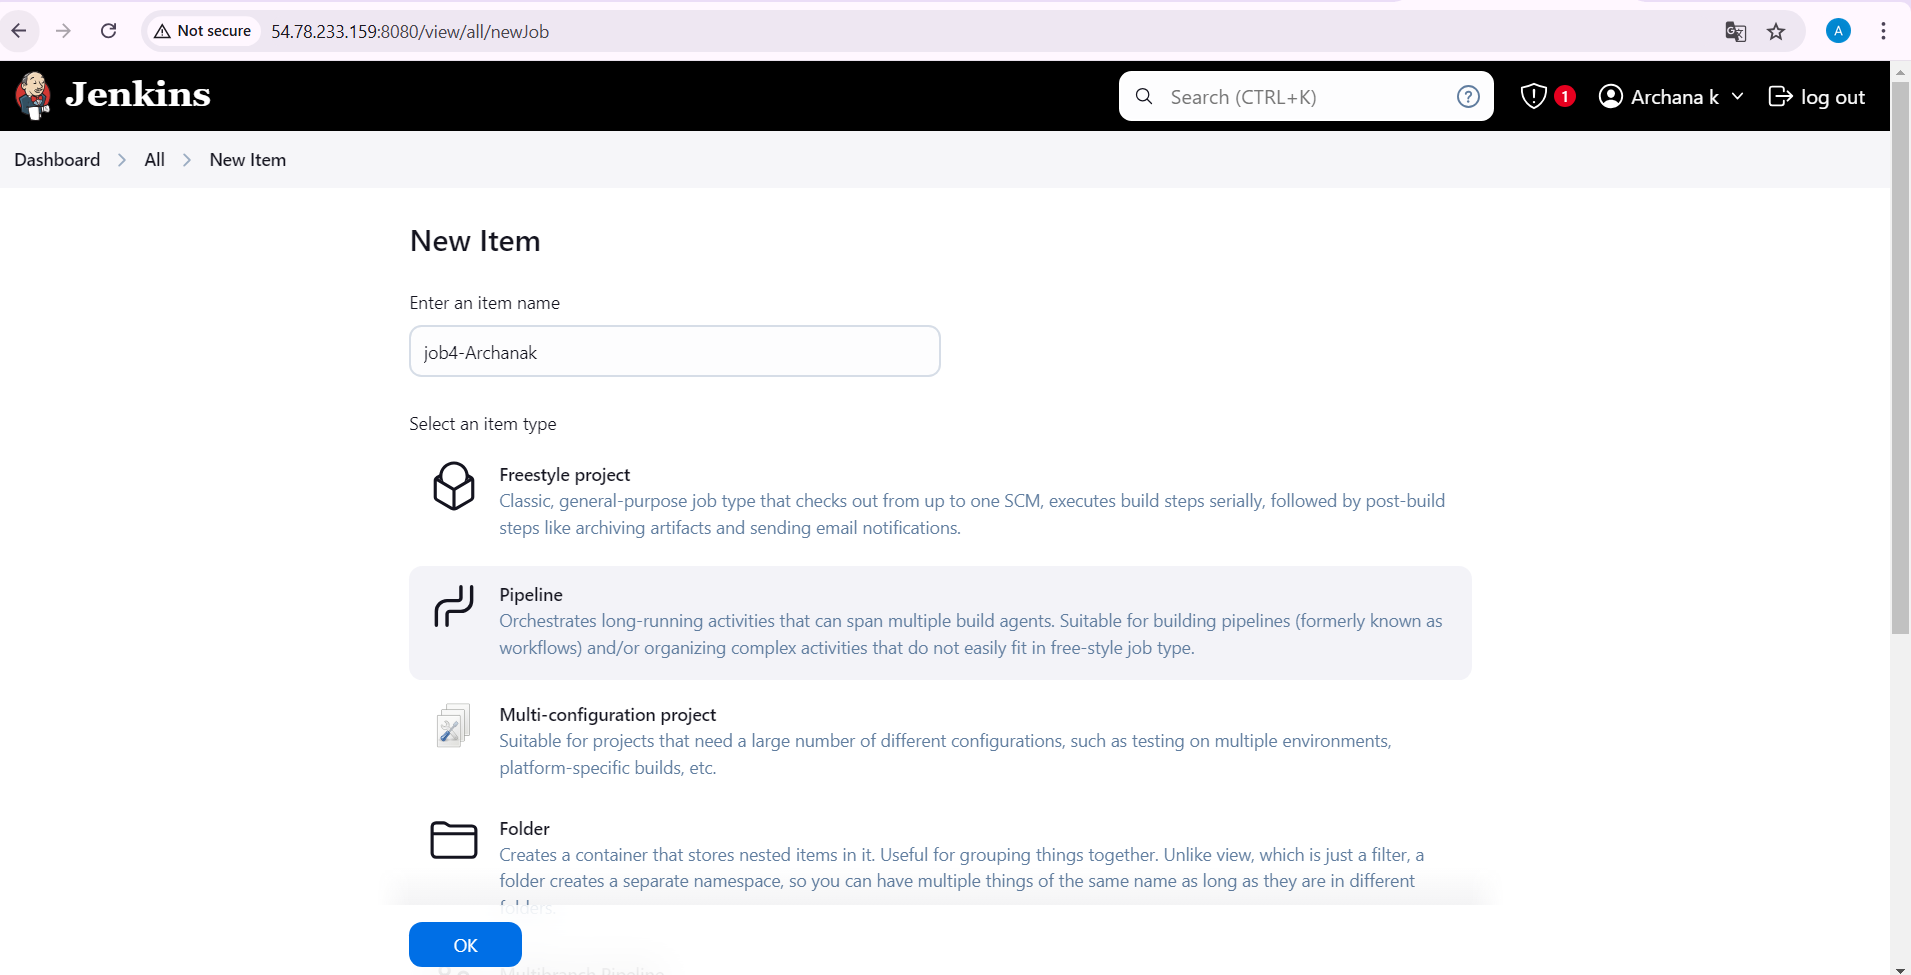 Not secure 54.78.233.159:8080/view/all/newJob A
Jenkins Search (CTRL+K) ? 1 Archana k log out
Dashboard All New Item
New Item
Enter an item name
job4-Archanak
Select an item type
Freestyle project
Classic, general-purpose job type that checks out from up to one SCM, executes build steps serially, followed by post-build
steps like archiving artifacts and sending email notifications.
Pipeline
Orchestrates long-running activities that can span multiple build agents. Suitable for building pipelines (formerly known as
workflows) and/or organizing complex activities that do not easily fit in free-style job type.
Multi-configuration project
Suitable for projects that need a large number of different configurations, such as testing on multiple environments,
platform-specific builds, etc.
Folder
Creates a container that stores nested items in it. Useful for grouping things together. Unlike view, which is just a filter, a
folder creates a separate namespace, so you can have multiple things of the same name as long as they are in different
folders.
OK
Multibranch Pipeline